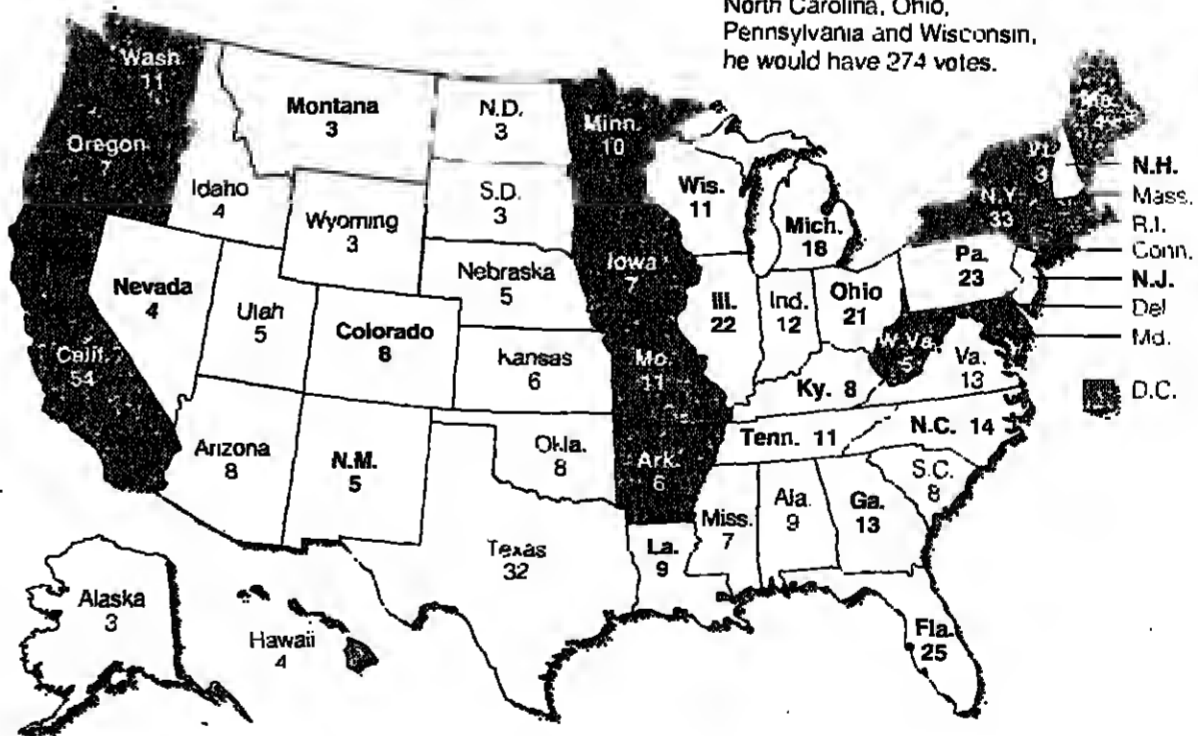 North Carolina, Ohio,
Pennsylvania and Wisconsin,
he would have 274 votes.
Wash.
11
Oregon
7
Calif.
54
Montana
3
Idaho
4
Wyoming
3
Nevada
4
Utah
5
Colorado
8
Arizona
8
N.M.
5
N.D.
3
S.D.
3
Nebraska
5
Kansas
6
Okla.
8
Texas
32
Minn.
10
Iowa
7
Mo.
11
Ark.
6
La.
9
Wis.
11
Mich.
18
Ill.
22
Ind.
12
Ohio
21
Ky. 8
Tenn. 11
Miss.
7
Ala.
9
Ga.
13
Fla.
25
S.C.
8
N.C. 14
Va.
13
W.Va.
5
Pa.
23
N.Y.
33
Vt.
3
Me.
N.H.
Mass.
R.I.
Conn.
N.J.
Del
Md.
D.C.
Alaska
3
Hawaii
4